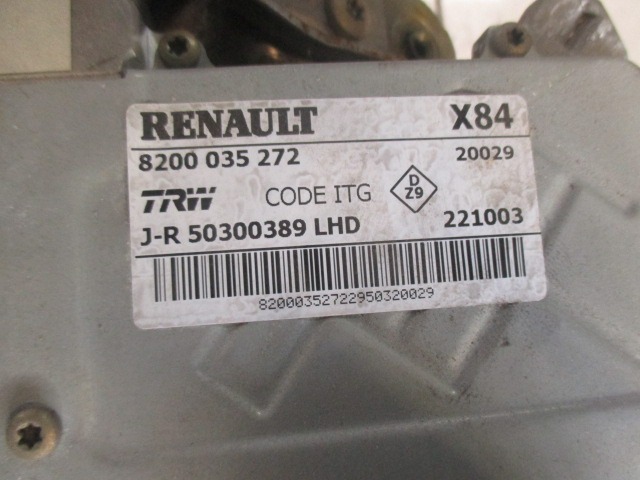 RENAULT X84
8200 035 272 20029
TRW CODE ITG D Z9
J-R 50300389 LHD 221003
82000352722950320029